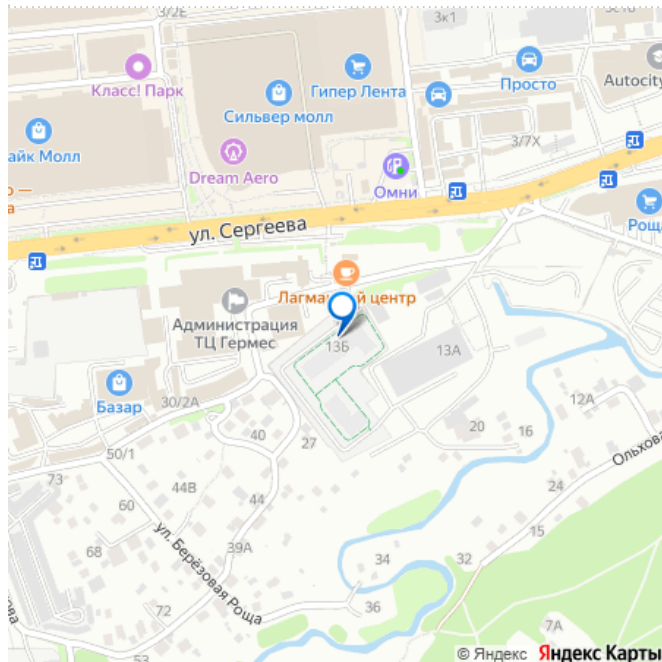 3/2Е
3к1
Класс! Парк
Гипер Лента
Просто
Autocity
Сильвер молл
айк Молл
3/7Х
Dream Aero
Омни
о —
а
Роща
ул. Сергеева
Лагманный центр
Администрация
ТЦ Гермес
13Б
13А
Базар
30/2А
12А
40
27
20
16
Ольхова
50/1
73
44В
60
44
24
15
ул. Берёзовая Роща
68
39А
34
32
36
72
7А
кова
53
© Яндекс Яндекс Карты